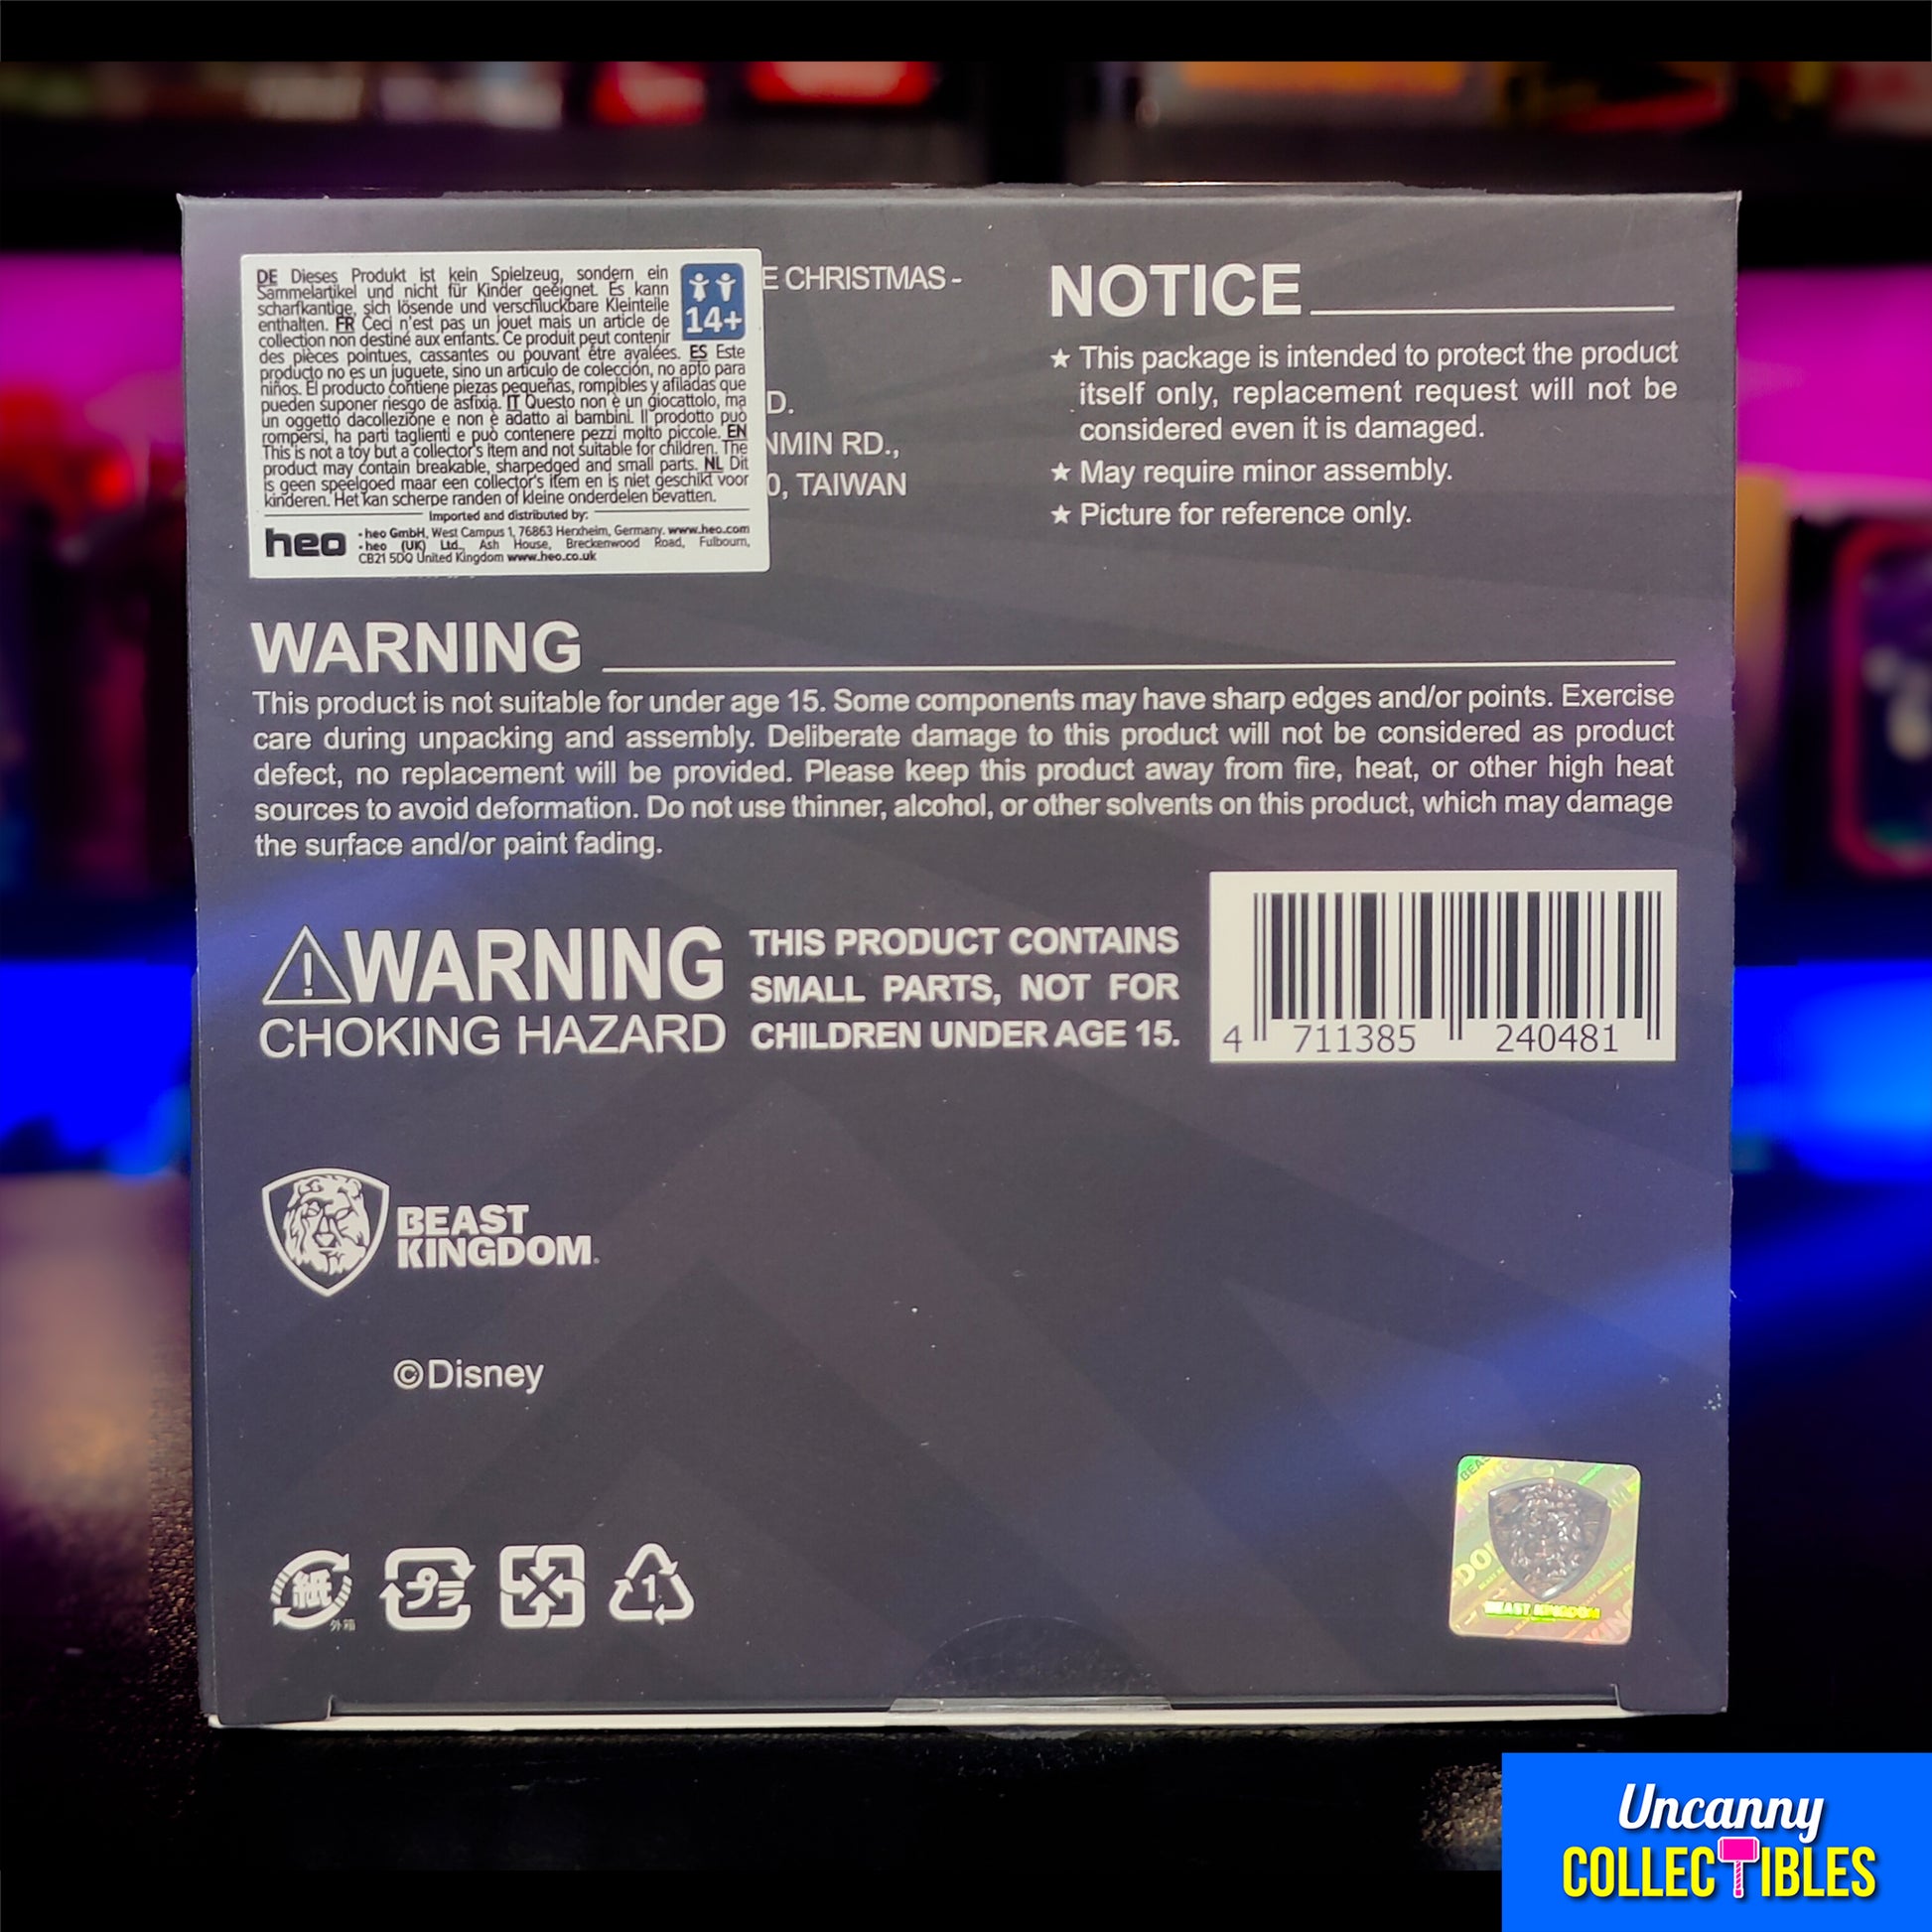 DE Dieses Produkt ist kein Spielzeug, sondern ein
Sammelartikel und nicht für Kinder geeignet. Es kann
scharfkantige, sich lösende und verschluckbare Kleinteile
enthalten. FR Ceci n'est pas un jouet mais un article de
collection non destiné aux enfants. Ce produit peut contenir
des pièces pointues, cassantes ou pouvant être avalées. ES Este
producto no es un juguete, sino un artículo de colección, no apto para
niños. El producto contiene piezas pequeñas, rompibles y afiladas que
pueden suponer riesgo de asfixia. IT Questo non è un giocattolo, ma
un oggetto dacollezione e non è adatto ai bambini. Il prodotto può
rompersi, ha parti taglienti e può contenere pezzi molto piccole. EN
This is not a toy but a collector's item and not suitable for children. The
product may contain breakable, sharpedged and small parts. NL Dit
is geen speelgoed maar een collector's item en is niet geschikt voor
kinderen. Het kan scherpe randen of kleine onderdelen bevatten.
14+
Imported and distributed by:
heo
- heo GmbH, West Campus 1, 76863 Herxheim, Germany, www.heo.com
- heo (UK) Ltd., Ash House, Breckenwood Road, Fulbourn,
CB21 5DQ United Kingdom www.heo.co.uk
E CHRISTMAS -
D.
NMIN RD.,
0, TAIWAN
NOTICE
★ This package is intended to protect the product
itself only, replacement request will not be
considered even it is damaged.
★ May require minor assembly.
★ Picture for reference only.
WARNING
This product is not suitable for under age 15. Some components may have sharp edges and/or points. Exercise
care during unpacking and assembly. Deliberate damage to this product will not be considered as product
defect, no replacement will be provided. Please keep this product away from fire, heat, or other high heat
sources to avoid deformation. Do not use thinner, alcohol, or other solvents on this product, which may damage
the surface and/or paint fading.
WARNING
CHOKING HAZARD
THIS PRODUCT CONTAINS
SMALL PARTS, NOT FOR
CHILDREN UNDER AGE 15.
4 711385 240481
BEAST
KINGDOM
©Disney
紙
外箱
プラ
1
BEAST KINGDOM
Uncanny
COLLECTIBLES